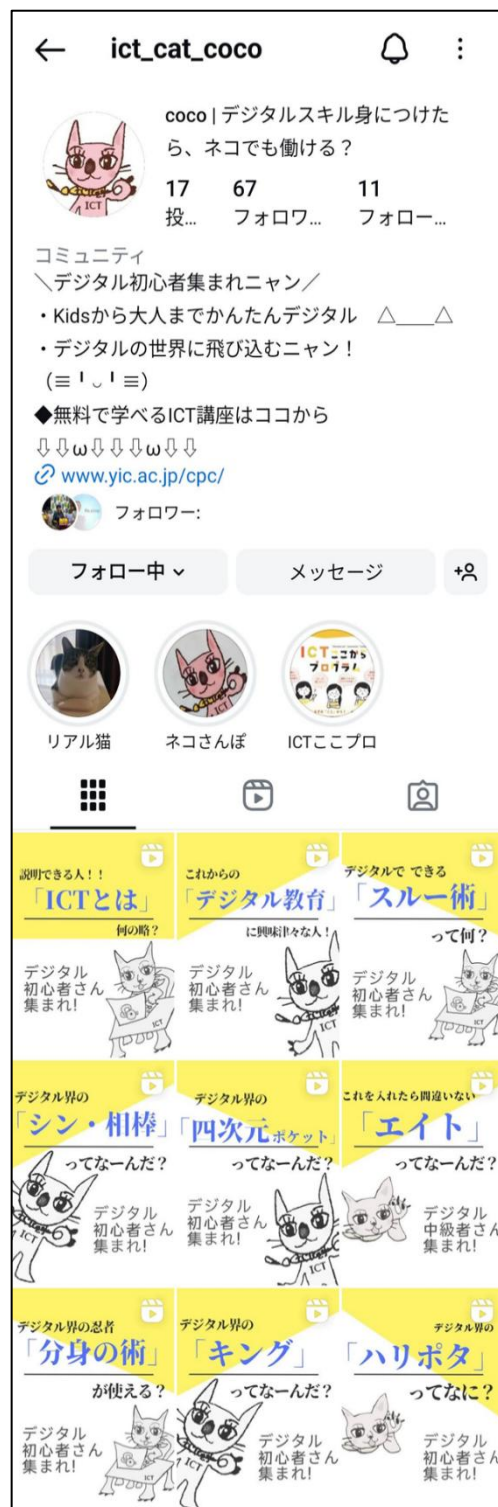 ict_cat_coco
coco | デジタルスキル身につけた
ら、ネコでも働ける？
17 67 11
投... フォロワ... フォロー...
コミュニティ
＼デジタル初心者集まれニャン／
・Kidsから大人までかんたんデジタル △____△
・デジタルの世界に飛び込むニャン！
（≡╹◡╹≡）
◆無料で学べるICT講座はココから
⇩⇩ω⇩⇩⇩ω⇩⇩
www.yic.ac.jp/cpc/
フォロワー:
フォロー中
メッセージ
ICTここから
プログラム
リアル猫 ネコさんぽ ICTここプロ
説明できる人！！
「ICTとは」
何の略？
デジタル
初心者さん
集まれ!
ICT
これからの
「デジタル教育」
に興味津々な人！
デジタル
初心者さん
集まれ!
ICT
デジタルで できる
「スルー術」
って何？
デジタル
初心者さん
集まれ!
ICT
デジタル界の
「シン・相棒」
ってなーんだ？
デジタル
初心者さん
集まれ!
ICT
デジタル界の
「四次元ポケット」
ってなーんだ？
デジタル
初心者さん
集まれ!
ICT
これを入れたら間違いない
「エイト」
ってなーんだ？
デジタル
中級者さん
集まれ!
デジタル界の忍者
「分身の術」
が使える？
デジタル
初心者さん
集まれ!
ICT
デジタル界の
「キング」
ってなーんだ？
デジタル
初心者さん
集まれ!
ICT
デジタル界の
「ハリポタ」
ってなに？
デジタル
初心者さん
集まれ!